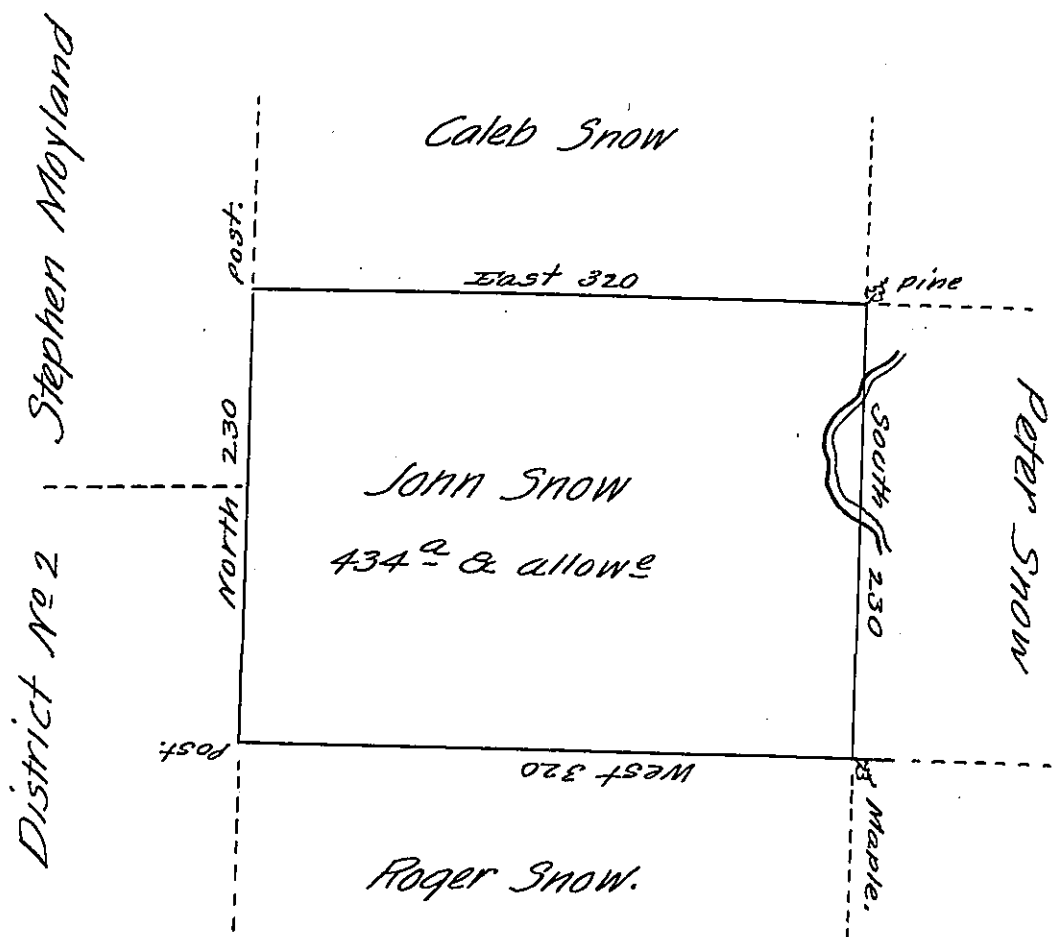 Caleb Snow
Stephen Moyland
Post.
East 320
pine
North 230
John Snow
434a & allowe
South 230
Peter Snow
District No 2
Post.
West 320
Maple.
Roger Snow.